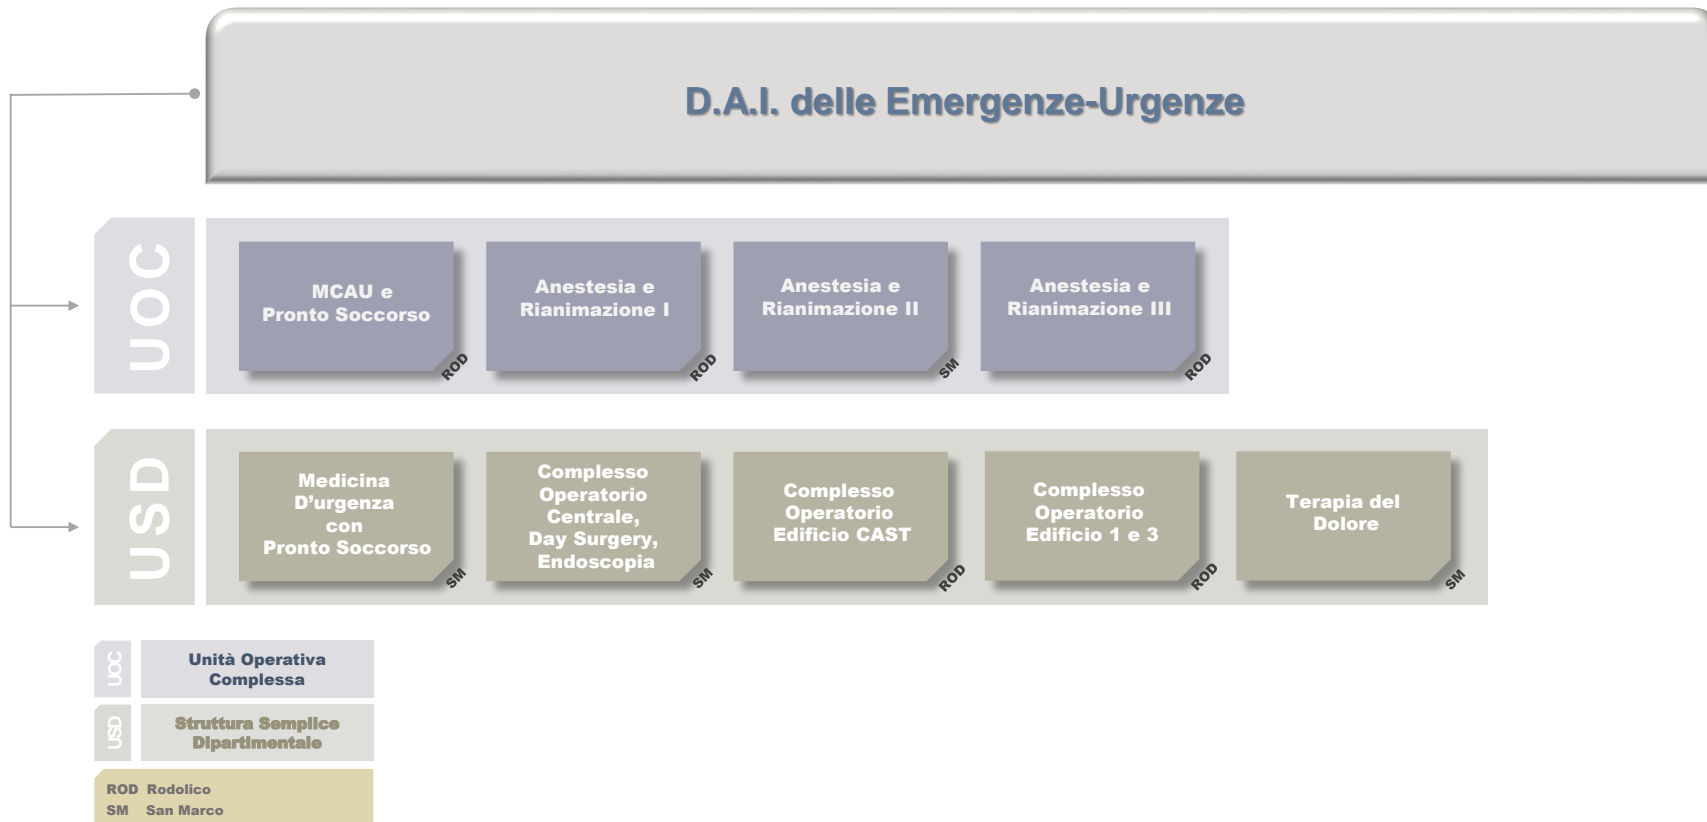 D.A.I. delle Emergenze-Urgenze
UOC
MCAU e
Pronto Soccorso
ROD
Anestesia e
Rianimazione I
ROD
Anestesia e
Rianimazione II
SM
Anestesia e
Rianimazione III
ROD
USD
Medicina
D'urgenza
con
Pronto Soccorso
SM
Complesso
Operatorio
Centrale,
Day Surgery,
Endoscopia
SM
Complesso
Operatorio
Edificio CAST
ROD
Complesso
Operatorio
Edificio 1 e 3
ROD
Terapia del
Dolore
SM
UOC
Unità Operativa
Complessa
USD
Struttura Semplice
Dipartimentale
ROD Rodolico
SM San Marco